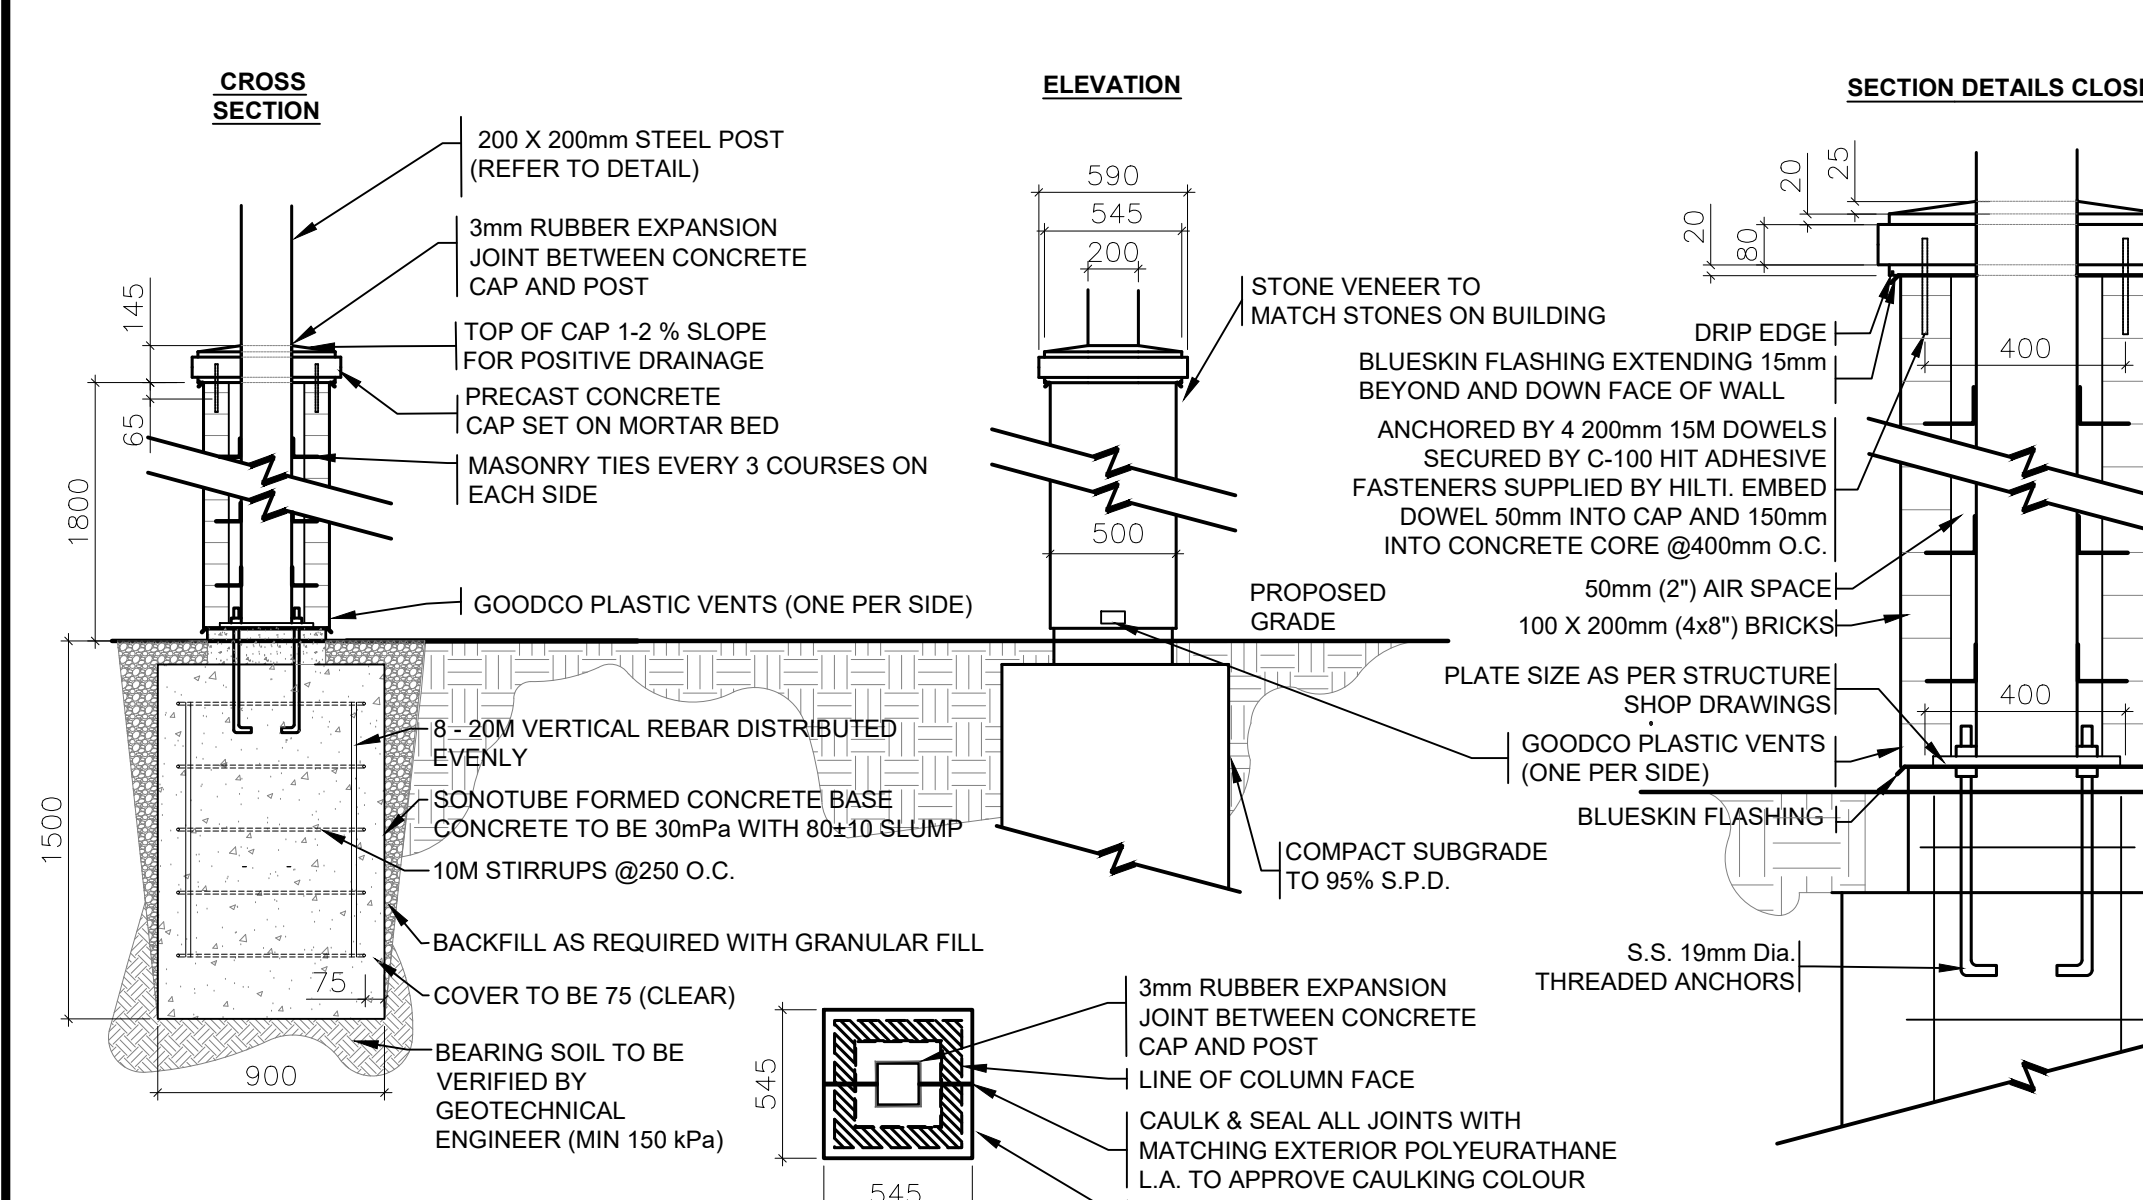 CROSS
SECTION
200 X 200mm STEEL POST
(REFER TO DETAIL)
3mm RUBBER EXPANSION
JOINT BETWEEN CONCRETE
CAP AND POST
TOP OF CAP 1-2 % SLOPE
FOR POSITIVE DRAINAGE
PRECAST CONCRETE
CAP SET ON MORTAR BED
MASONRY TIES EVERY 3 COURSES ON
EACH SIDE
GOODCO PLASTIC VENTS (ONE PER SIDE)
145
65
1800
1500
8 - 20M VERTICAL REBAR DISTRIBUTED
EVENLY
SONOTUBE FORMED CONCRETE BASE
CONCRETE TO BE 30mPa WITH 80±10 SLUMP
10M STIRRUPS @250 O.C.
BACKFILL AS REQUIRED WITH GRANULAR FILL
75
COVER TO BE 75 (CLEAR)
BEARING SOIL TO BE
VERIFIED BY
GEOTECHNICAL
ENGINEER (MIN 150 kPa)
900
ELEVATION
590
545
200
STONE VENEER TO
MATCH STONES ON BUILDING
500
PROPOSED
GRADE
GOODCO PLASTIC VENTS
(ONE PER SIDE)
COMPACT SUBGRADE
TO 95% S.P.D.
545
545
3mm RUBBER EXPANSION
JOINT BETWEEN CONCRETE
CAP AND POST
LINE OF COLUMN FACE
CAULK & SEAL ALL JOINTS WITH
MATCHING EXTERIOR POLYEURATHANE
L.A. TO APPROVE CAULKING COLOUR
SECTION DETAILS CLOS
20
25
20
80
DRIP EDGE
BLUESKIN FLASHING EXTENDING 15mm
BEYOND AND DOWN FACE OF WALL
400
ANCHORED BY 4 200mm 15M DOWELS
SECURED BY C-100 HIT ADHESIVE
FASTENERS SUPPLIED BY HILTI. EMBED
DOWEL 50mm INTO CAP AND 150mm
INTO CONCRETE CORE @400mm O.C.
50mm (2") AIR SPACE
100 X 200mm (4x8") BRICKS
PLATE SIZE AS PER STRUCTURE
SHOP DRAWINGS
400
BLUESKIN FLASHING
S.S. 19mm Dia.
THREADED ANCHORS